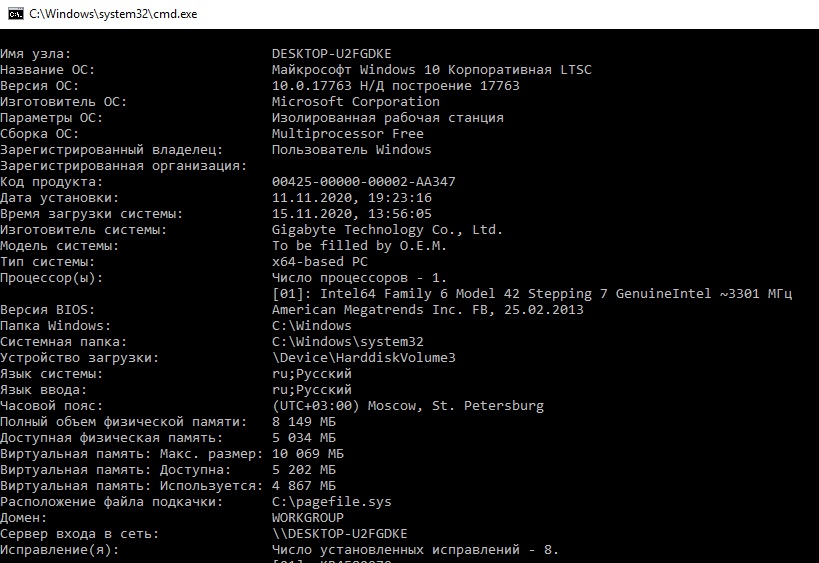 C:\Windows\system32\cmd.exe
Имя узла: DESKTOP-U2FGDKE
Название ОС: Майкрософт Windows 10 Корпоративная LTSC
Версия ОС: 10.0.17763 Н/Д построение 17763
Изготовитель ОС: Microsoft Corporation
Параметры ОС: Изолированная рабочая станция
Сборка ОС: Multiprocessor Free
Зарегистрированный владелец: Пользователь Windows
Зарегистрированная организация:
Код продукта: 00425-00000-00002-AA347
Дата установки: 11.11.2020, 19:23:16
Время загрузки системы: 15.11.2020, 13:56:05
Изготовитель системы: Gigabyte Technology Co., Ltd.
Модель системы: To be filled by O.E.M.
Тип системы: x64-based PC
Процессор(ы): Число процессоров - 1.
[01]: Intel64 Family 6 Model 42 Stepping 7 GenuineIntel ~3301 МГц
Версия BIOS: American Megatrends Inc. FB, 25.02.2013
Папка Windows: C:\Windows
Системная папка: C:\Windows\system32
Устройство загрузки: \Device\HarddiskVolume3
Язык системы: ru;Русский
Язык ввода: ru;Русский
Часовой пояс: (UTC+03:00) Moscow, St. Petersburg
Полный объем физической памяти: 8 149 МБ
Доступная физическая память: 5 034 МБ
Виртуальная память: Макс. размер: 10 069 МБ
Виртуальная память: Доступна: 5 202 МБ
Виртуальная память: Используется: 4 867 МБ
Расположение файла подкачки: C:\pagefile.sys
Домен: WORKGROUP
Сервер входа в сеть: \\DESKTOP-U2FGDKE
Исправление(я): Число установленных исправлений - 8.